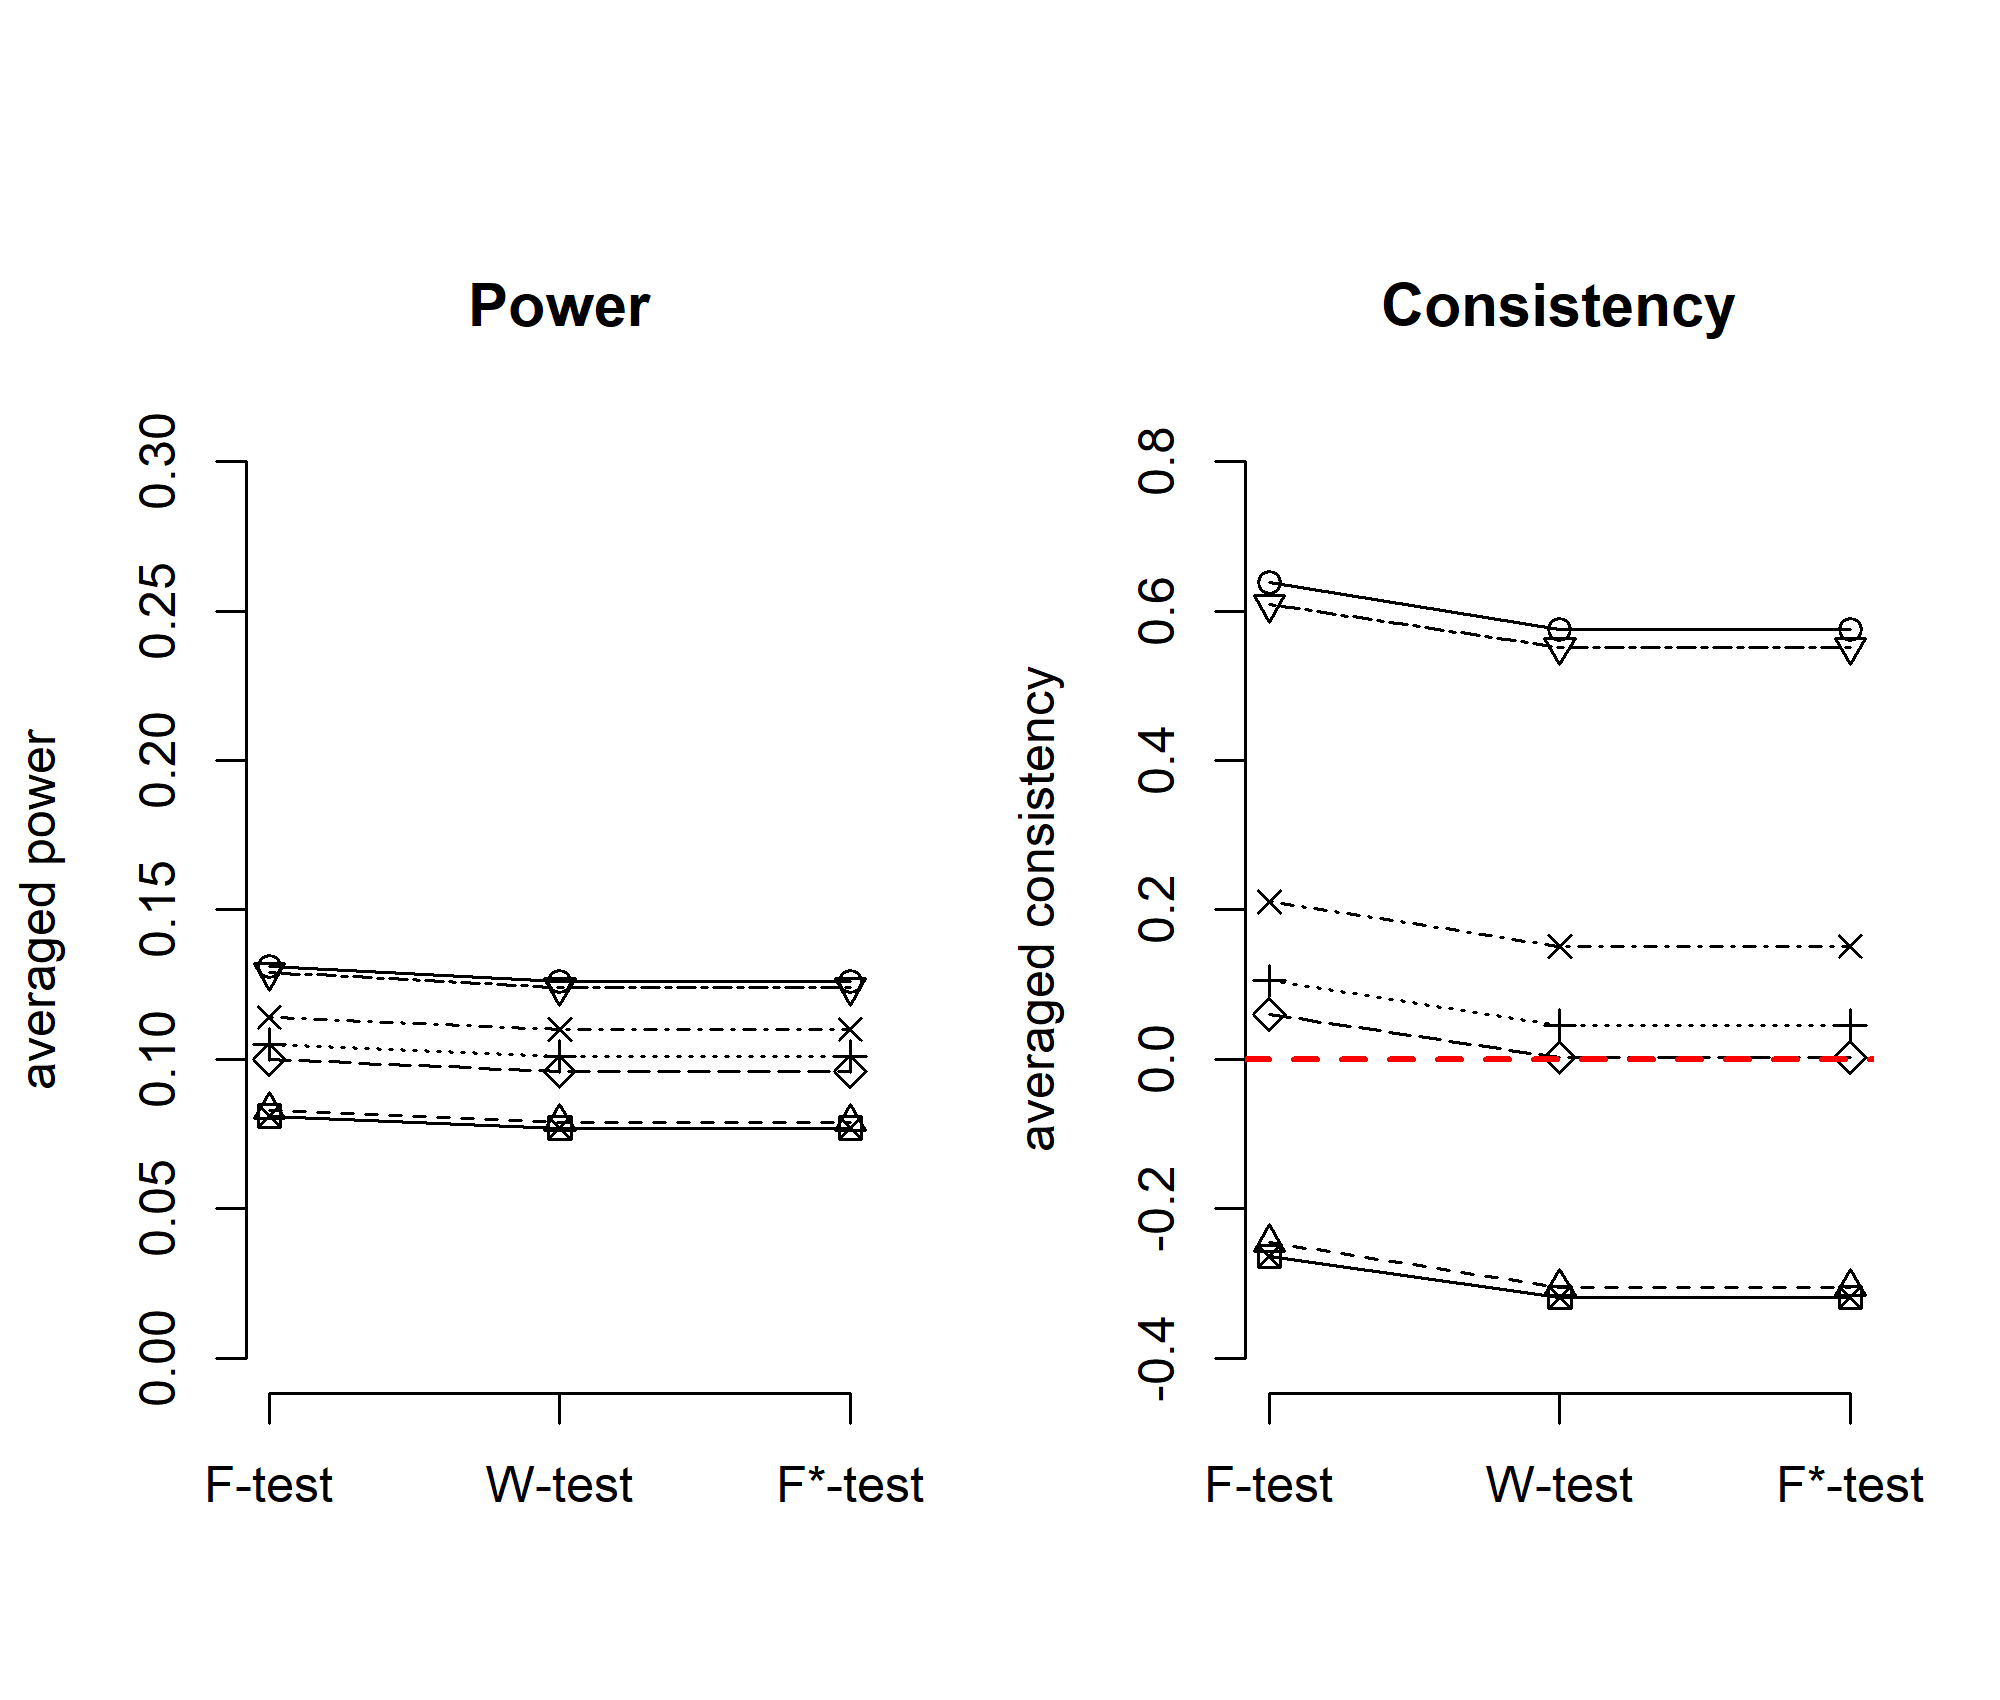 Power
averaged power
0.30
0.25
0.20
0.15
0.10
0.05
0.00
F-test W-test F*-test
Consistency
averaged consistency
0.8
0.6
0.4
0.2
0.0
-0.2
-0.4
F-test W-test F*-test